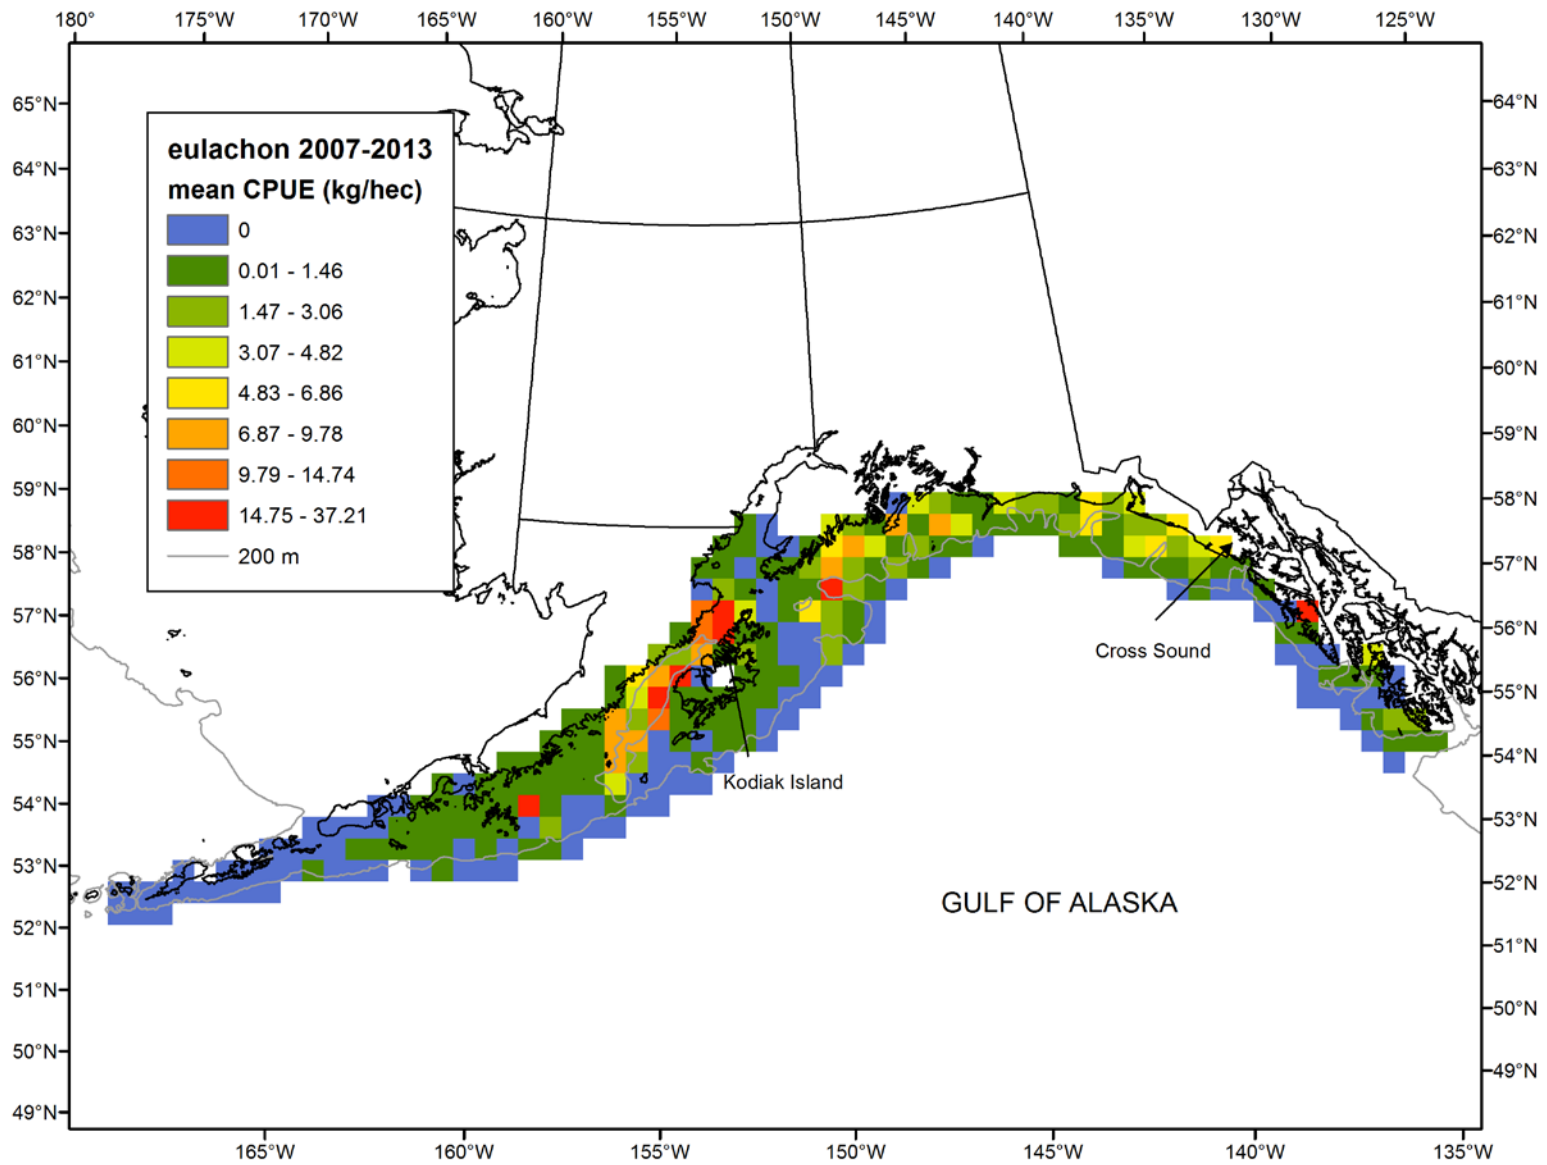 180° 175°W 170°W 165°W 160°W 155°W 150°W 145°W 140°W 135°W 130°W 125°W
eulachon 2007-2013
mean CPUE (kg/hec)
0
0.01 - 1.46
1.47 - 3.06
3.07 - 4.82
4.83 - 6.86
6.87 - 9.78
9.79 - 14.74
14.75 - 37.21
200 m
65°N
64°N
63°N
62°N
61°N
60°N
59°N
58°N
57°N
56°N
55°N
54°N
53°N
52°N
51°N
50°N
49°N
Cross Sound
Kodiak Island
GULF OF ALASKA
64°N
63°N
62°N
61°N
60°N
59°N
58°N
57°N
56°N
55°N
54°N
53°N
52°N
51°N
50°N
49°N
165°W 160°W 155°W 150°W 145°W 140°W 135°W